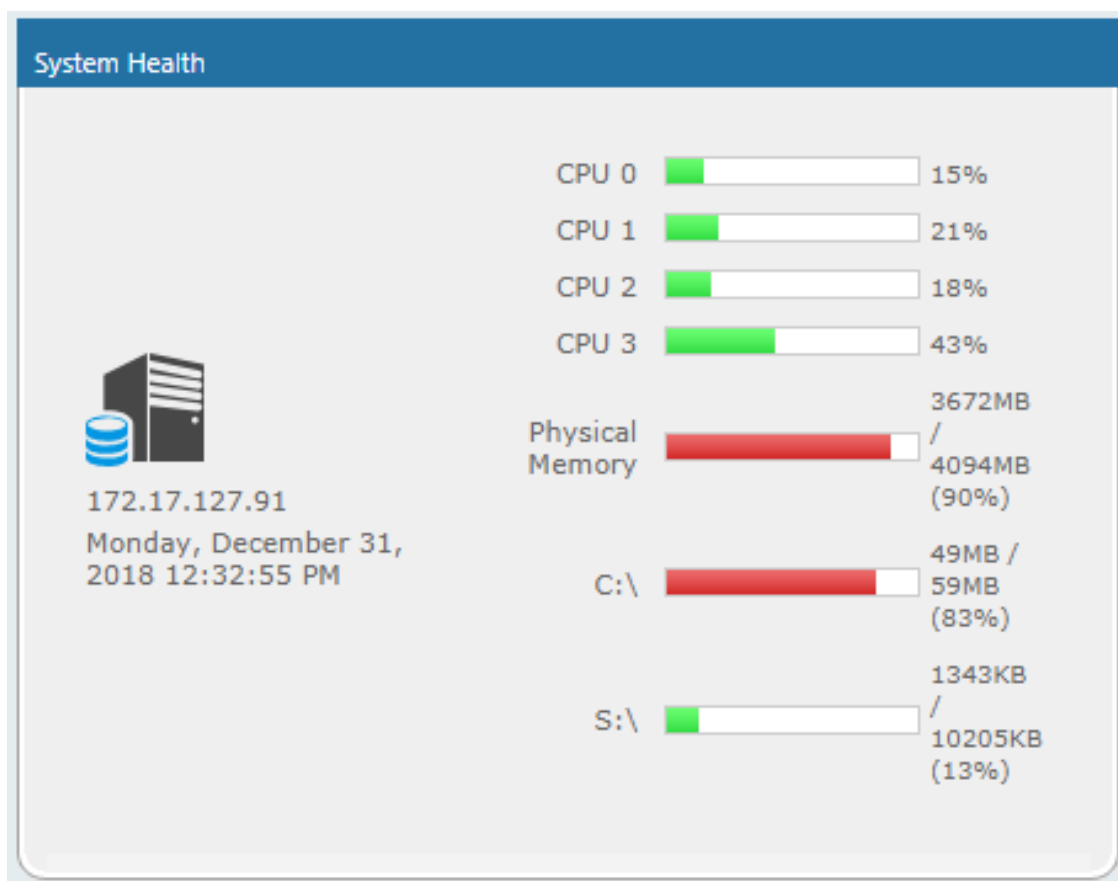 System Health
CPU 0 15%
CPU 1 21%
CPU 2 18%
CPU 3 43%
Physical
Memory
3672MB
/
4094MB
(90%)
172.17.127.91
Monday, December 31,
2018 12:32:55 PM
C:\
49MB /
59MB
(83%)
S:\
1343KB
/
10205KB
(13%)